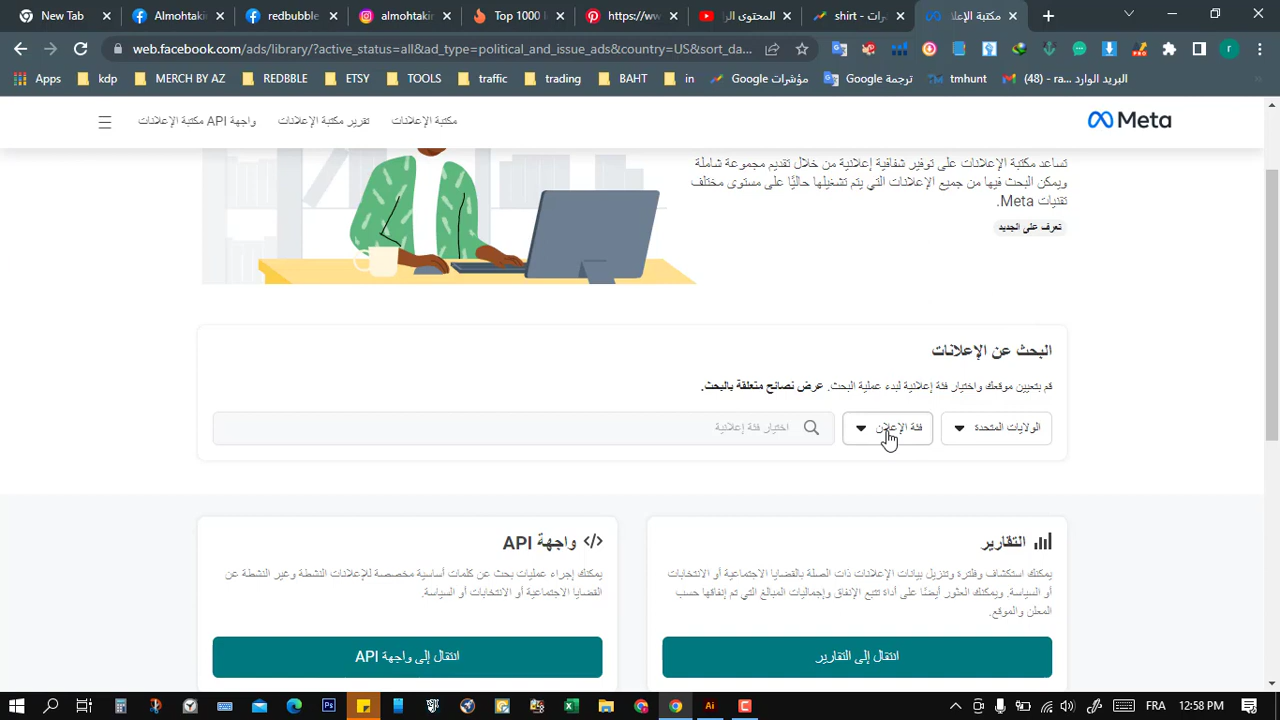 New Tab
Almohtaki
redbubble
almohtakin
Top 1000
https://ww
المحتوى الرا
shirt - مؤشرات
مكتبة الإعلا
web.facebook.com/ads/library/?active_status=all&ad_type=political_and_issue_ads&country=US&sort_da...
Apps
kdp
MERCH BY AZ
REDBBLE
ETSY
TOOLS
traffic
trading
BAHT
in
مؤشرات Google
ترجمة Google
tmhunt
البريد الوارد (48) - ra...
Meta
مكتبة الإعلانات
تقرير مكتبة الإعلانات
واجهة API مكتبة الإعلانات
تساعد مكتبة الإعلانات على توفير شفافية إعلانية من خلال تقديم مجموعة شاملة
ويمكن البحث فيها من جميع الإعلانات التي يتم تشغيلها حاليًا على مستوى مختلف
تقنيات Meta.
تعرف على الجديد
البحث عن الإعلانات
قم بتعيين موقعك واختيار فئة إعلانية لبدء عملية البحث. عرض نصائح متعلقة بالبحث.
الولايات المتحدة
فئة الإعلان
اختيار فئة إعلانية
التقارير
يمكنك استكشاف وفلترة وتنزيل بيانات الإعلانات ذات الصلة بالقضايا الاجتماعية أو الانتخابات
أو السياسة. ويمكنك العثور أيضًا على أداة تتبع الإنفاق وإجماليات المبالغ التي تم إنفاقها حسب
المعلن والموقع.
انتقال إلى التقارير
واجهة API
يمكنك إجراء عمليات بحث عن كلمات أساسية مخصصة للإعلانات النشطة وغير النشطة عن
القضايا الاجتماعية أو الانتخابات أو السياسة.
انتقال إلى واجهة API
FRA
12:58 PM